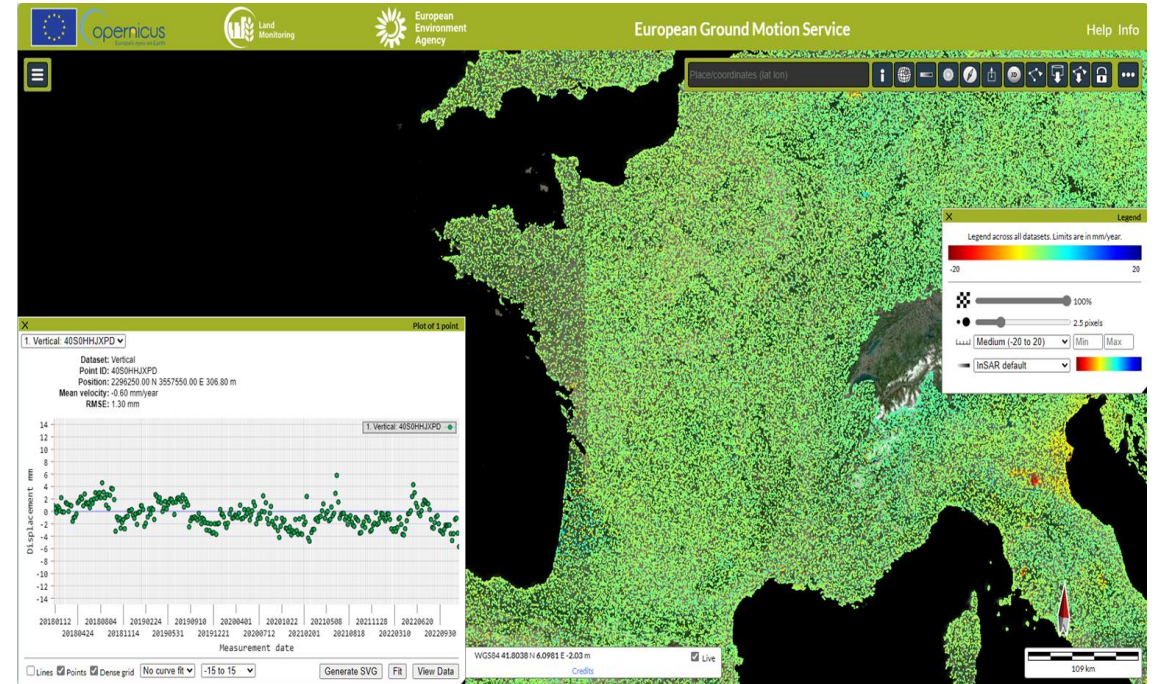 opernicus
Europe's eyes on Earth
Land
Monitoring
European
Environment
Agency
European Ground Motion Service
Help Info
Place/coordinates (lat lon)
3D
X Legend
Legend across all datasets. Limits are in mm/year.
-20 20
100%
2.5 pixels
Medium (-20 to 20) Min Max
InSAR default
X Plot of 1 point
1. Vertical: 40S0HHJXPD
Dataset: Vertical
Point ID: 40S0HHJXPD
Position: 2296250.00 N 3557550.00 E 306.80 m
Mean velocity: -0.60 mm/year
RMSE: 1.30 mm
1. Vertical: 40S0HHJXPD
14
12
10
8
6
4
2
0
-2
-4
-6
-8
-10
-12
-14
Displacement mm
20180112 20180804 20190224 20190910 20200401 20201022 20210508 20211128 20220620
20180424 20181114 20190531 20191221 20200712 20210201 20210818 20220310 20220930
Measurement date
Lines Points Dense grid No curve fit -15 to 15 Generate SVG Fit View Data
WGS84 41.8038 N 6.0981 E -2.03 m Live
Credits
109 km